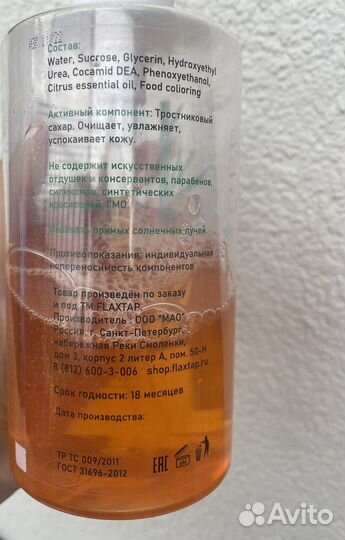 Состав:
Water, Sucrose, Glycerin, Hydroxyethyl
Urea, Cocamid DEA, Phenoxyethanol,
Citrus essential oil, Food coloring
Активный компонент: Тростниковый
сахар. Очищает, увлажняет,
успокаивает кожу.
Не содержит искусственных
отдушек и консервантов, парабенов,
силиконов, синтетических
красителей, ГМО.
Избегать прямых солнечных лучей.
Противопоказания: индивидуальная
непереносимость компонентов
Товар произведён по заказу
и под ТМ FLAXTAP.
Производитель: ООО "МАО"
Россия, г. Санкт-Петербург,
набережная Реки Смоленки,
дом 3, корпус 2 литер А, пом. 50-Н
8 (812) 600-3-006 shop.flaxtap.ru
Срок годности: 18 месяцев
Дата производства:
ТР ТС 009/2011
ГОСТ 31696-2012
EAC
Avito